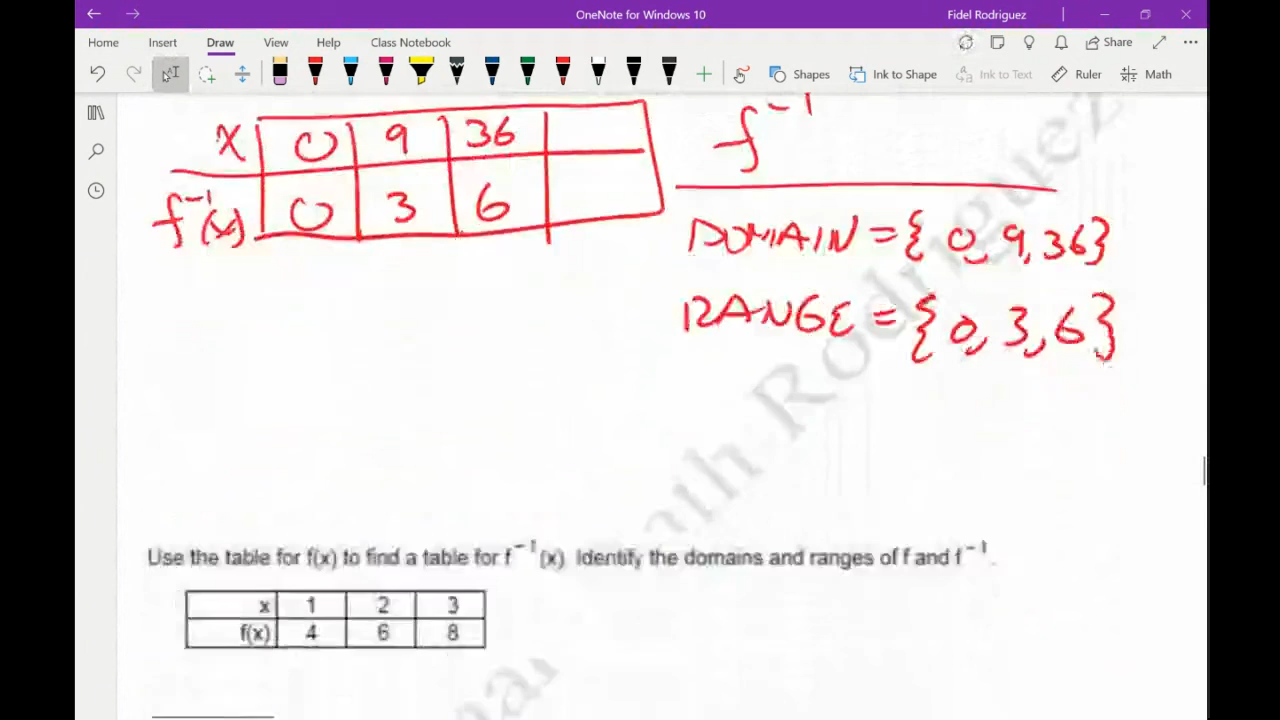 OneNote for Windows 10
Fidel Rodriguez
Home Insert Draw View Help Class Notebook
Share
Shapes Ink to Shape Ink to Text Ruler Math
x 0 9 36
f⁻¹(x) 0 3 6
f⁻¹
DOMAIN = {0, 9, 36}
RANGE = {0, 3, 6}
Rodriguez
Use the table for f(x) to find a table for f⁻¹(x). Identify the domains and ranges of f and f⁻¹.
x 1 2 3
f(x) 4 6 8